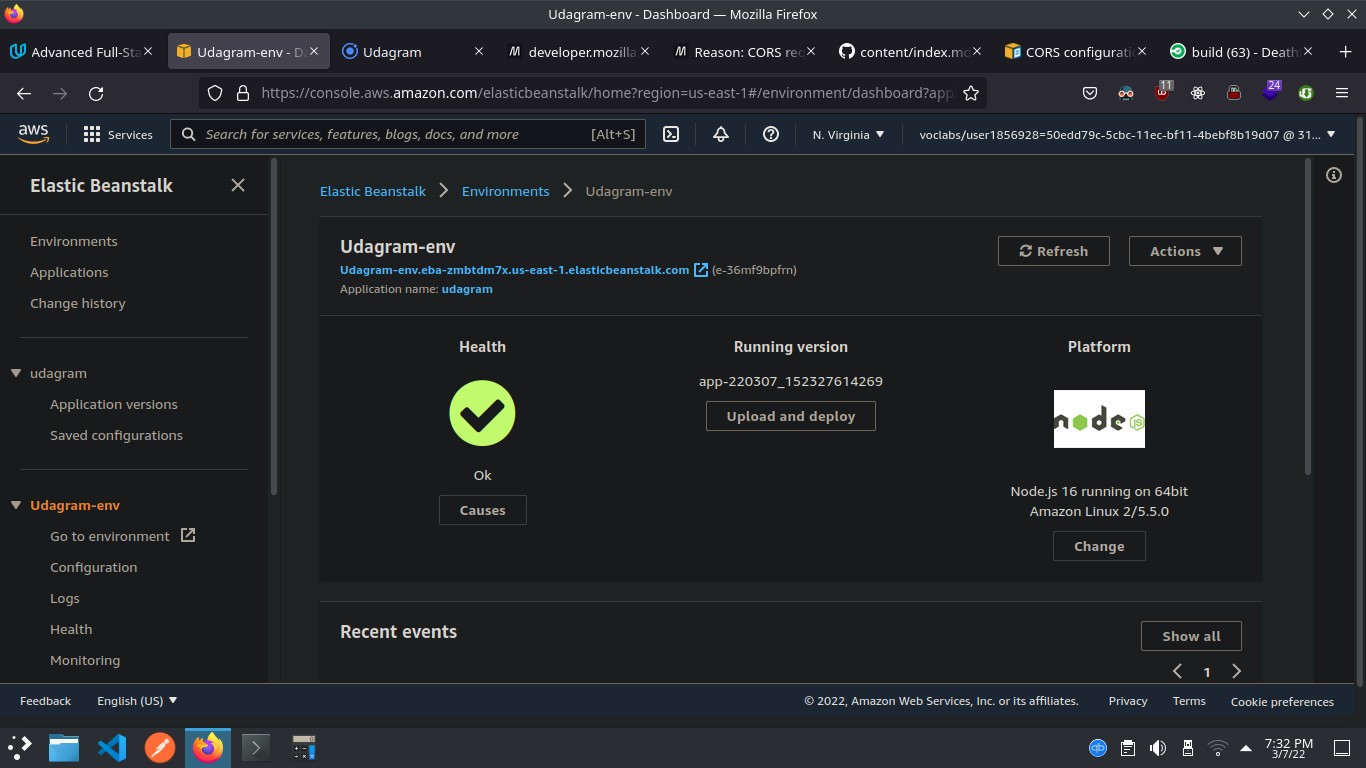 Udagram-env - Dashboard — Mozilla Firefox
Advanced Full-Sta
Udagram-env - Da
Udagram
developer.mozilla
Reason: CORS req
content/index.md
CORS configuratio
build (63) - Death
https://console.aws.amazon.com/elasticbeanstalk/home?region=us-east-1#/environment/dashboard?app
11
24
aws
Services
Search for services, features, blogs, docs, and more
[Alt+S]
N. Virginia
voclabs/user1856928=50edd79c-5cbc-11ec-bf11-4bebf8b19d07 @ 31...
Elastic Beanstalk
Environments
Applications
Change history
udagram
Application versions
Saved configurations
Udagram-env
Go to environment
Configuration
Logs
Health
Monitoring
Elastic Beanstalk
Environments
Udagram-env
Udagram-env
Udagram-env.eba-zmbtdm7x.us-east-1.elasticbeanstalk.com (e-36mf9bpfrn)
Application name: udagram
Refresh
Actions
Health
Ok
Causes
Running version
app-220307_152327614269
Upload and deploy
Platform
node
JS
Node.js 16 running on 64bit
Amazon Linux 2/5.5.0
Change
Recent events
Show all
1
Feedback
English (US)
© 2022, Amazon Web Services, Inc. or its affiliates.
Privacy
Terms
Cookie preferences
qb
7:32 PM
3/7/22